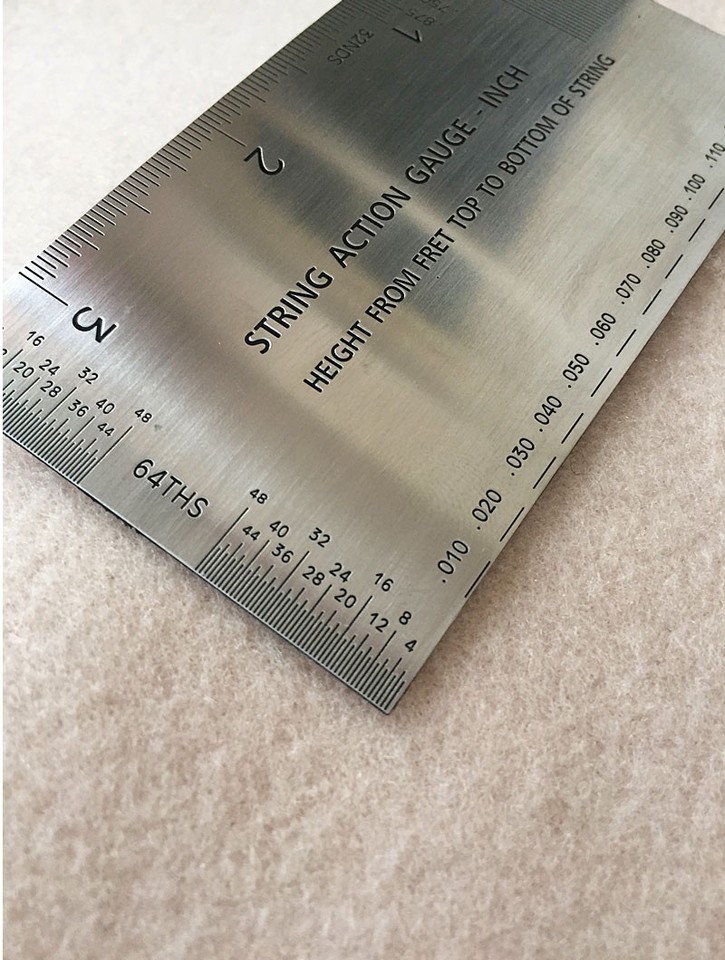 1
32NDS
2
3
STRING ACTION GAUGE - INCH
HEIGHT FROM FRET TOP TO BOTTOM OF STRING
.010 .020 .030 .040 .050 .060 .070 .080 .090 .100 .110
16 24 32 40 48
20 28 36 44
64THS
48 40 32 24 16 8
44 36 28 20 12 4